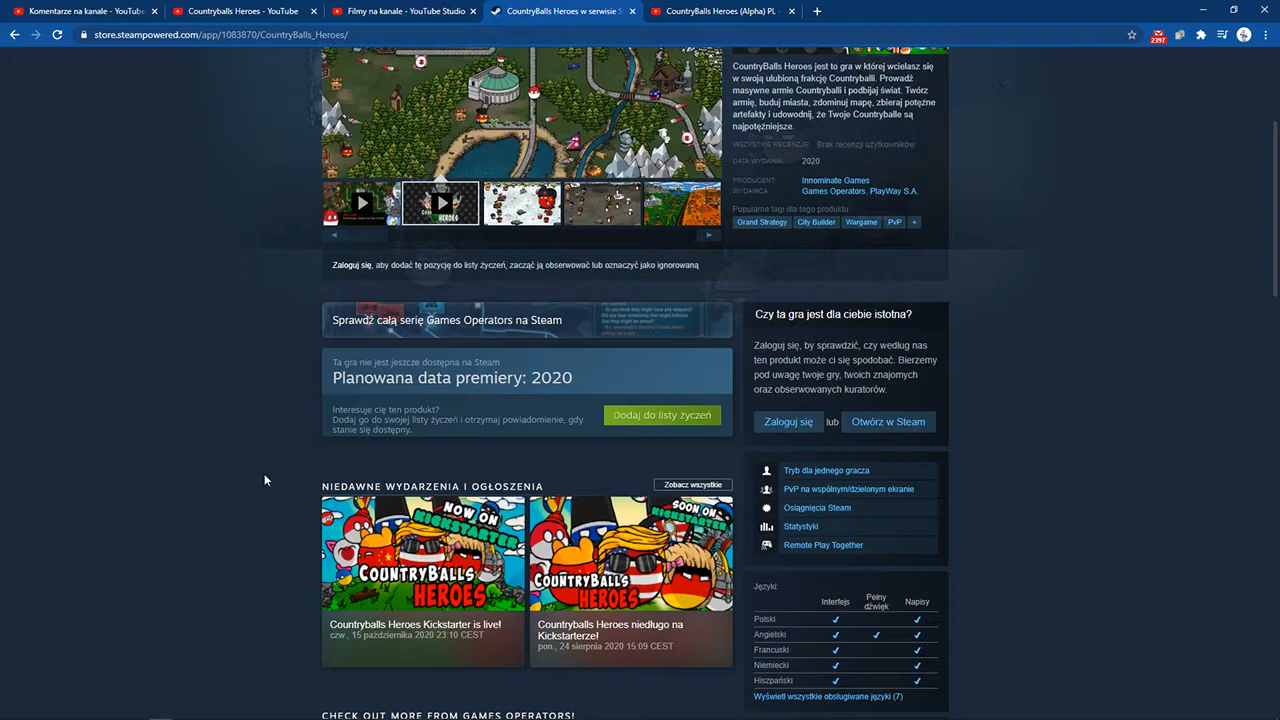 Komentarze na kanale - YouTube
Countryballs Heroes - YouTube
Filmy na kanale - YouTube Studio
CountryBalls Heroes w serwisie S
CountryBalls Heroes (Alpha) PL -
store.steampowered.com/app/1083870/CountryBalls_Heroes/
2397
CountryBalls Heroes jest to gra w której wcielasz się
w swoją ulubioną frakcję Countryballi. Prowadź
masywne armie Countryballi i podbijaj świat. Twórz
armię, buduj miasta, zdominuj mapę, zbieraj potężne
artefakty i udowodnij, że Twoje Countryballe są
najpotężniejsze.
WSZYSTKIE RECENZJE: Brak recenzji użytkowników
DATA WYDANIA: 2020
PRODUCENT: Innominate Games
WYDAWCA: Games Operators, PlayWay S.A.
Popularne tagi dla tego produktu:
Grand Strategy City Builder Wargame PvP +
Zaloguj się, aby dodać tę pozycję do listy życzeń, zacząć ją obserwować lub oznaczyć jako ignorowaną
Sprawdź całą serię Games Operators na Steam
Ta gra nie jest jeszcze dostępna na Steam
Planowana data premiery: 2020
Interesuje cię ten produkt?
Dodaj go do swojej listy życzeń i otrzymaj powiadomienie, gdy
stanie się dostępny.
Dodaj do listy życzeń
Czy ta gra jest dla ciebie istotna?
Zaloguj się, by sprawdzić, czy według nas
ten produkt może ci się spodobać. Bierzemy
pod uwagę twoje gry, twoich znajomych
oraz obserwowanych kuratorów.
Zaloguj się lub Otwórz w Steam
Tryb dla jednego gracza
PvP na wspólnym/dzielonym ekranie
Osiągnięcia Steam
Statystyki
Remote Play Together
NIEDAWNE WYDARZENIA I OGŁOSZENIA
Zobacz wszystkie
NOW ON
KICKSTARTER
COUNTRYBALLS
HEROES
Countryballs Heroes Kickstarter is live!
czw., 15 października 2020 23:10 CEST
SOON ON
KICKSTARTER
COUNTRYBALLS
HEROES
Countryballs Heroes niedługo na
Kickstarterze!
pon., 24 sierpnia 2020 15:09 CEST
Języki:
Interfejs Pełny dźwięk Napisy
Polski ✔ ✔
Angielski ✔ ✔ ✔
Francuski ✔ ✔
Niemiecki ✔ ✔
Hiszpański ✔ ✔
Wyświetl wszystkie obsługiwane języki (7)
CHECK OUT MORE FROM GAMES OPERATORS!